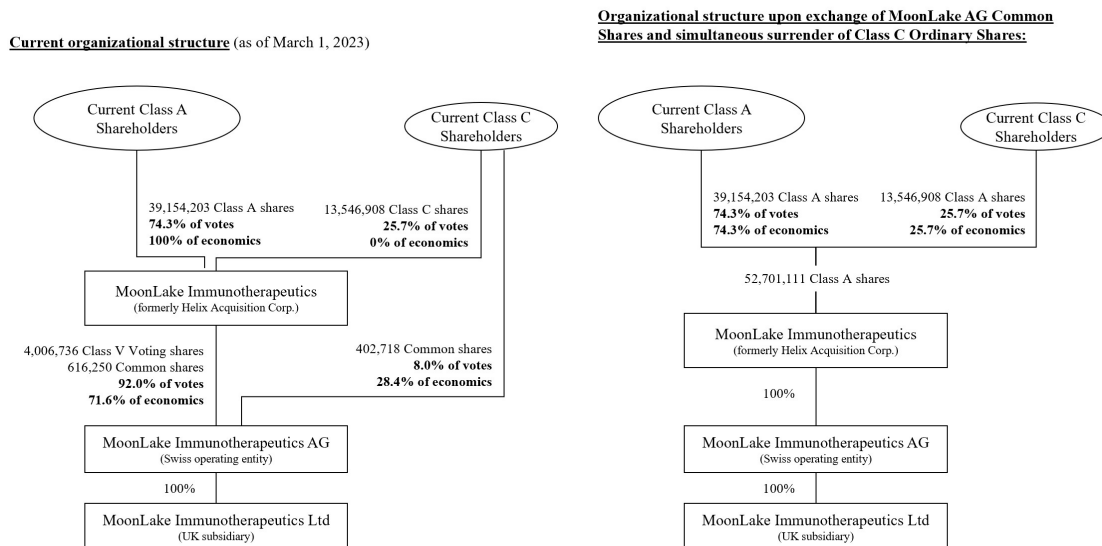 Current organizational structure (as of March 1, 2023)
Current Class A
Shareholders
Current Class C
Shareholders
39,154,203 Class A shares
74.3% of votes
100% of economics
13,546,908 Class C shares
25.7% of votes
0% of economics
MoonLake Immunotherapeutics
(formerly Helix Acquisition Corp.)
4,006,736 Class V Voting shares
616,250 Common shares
92.0% of votes
71.6% of economics
402,718 Common shares
8.0% of votes
28.4% of economics
MoonLake Immunotherapeutics AG
(Swiss operating entity)
100%
MoonLake Immunotherapeutics Ltd
(UK subsidiary)
Organizational structure upon exchange of MoonLake AG Common
Shares and simultaneous surrender of Class C Ordinary Shares:
Current Class A
Shareholders
Current Class C
Shareholders
39,154,203 Class A shares
74.3% of votes
74.3% of economics
13,546,908 Class A shares
25.7% of votes
25.7% of economics
52,701,111 Class A shares
MoonLake Immunotherapeutics
(formerly Helix Acquisition Corp.)
100%
MoonLake Immunotherapeutics AG
(Swiss operating entity)
100%
MoonLake Immunotherapeutics Ltd
(UK subsidiary)